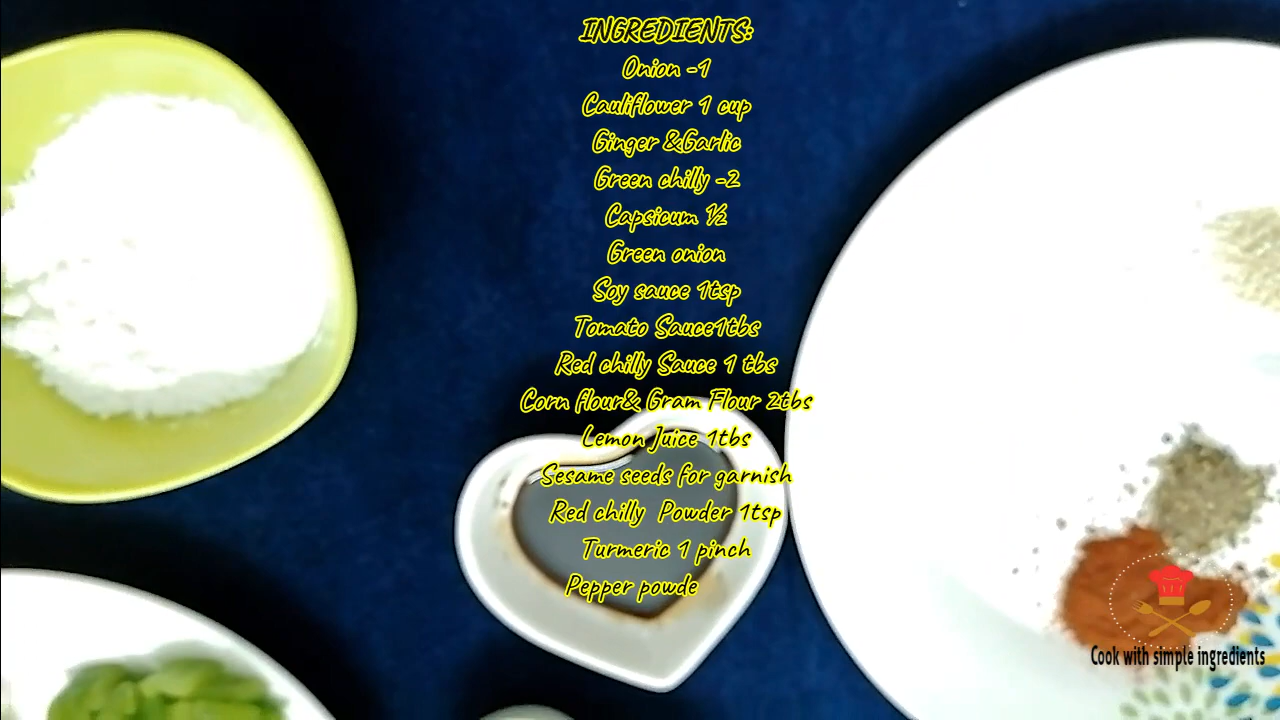 INGREDIENTS:
Onion -1
Cauliflower 1 cup
Ginger &Garlic
Green chilly -2
Capsicum ½
Green onion
Soy sauce 1tsp
Tomato Sauce1tbs
Red chilly Sauce 1 tbs
Corn flour& Gram Flour 2tbs
Lemon Juice 1tbs
Sesame seeds for garnish
Red chilly  Powder 1tsp
Turmeric 1 pinch
Pepper powde
Cook with simple ingredients